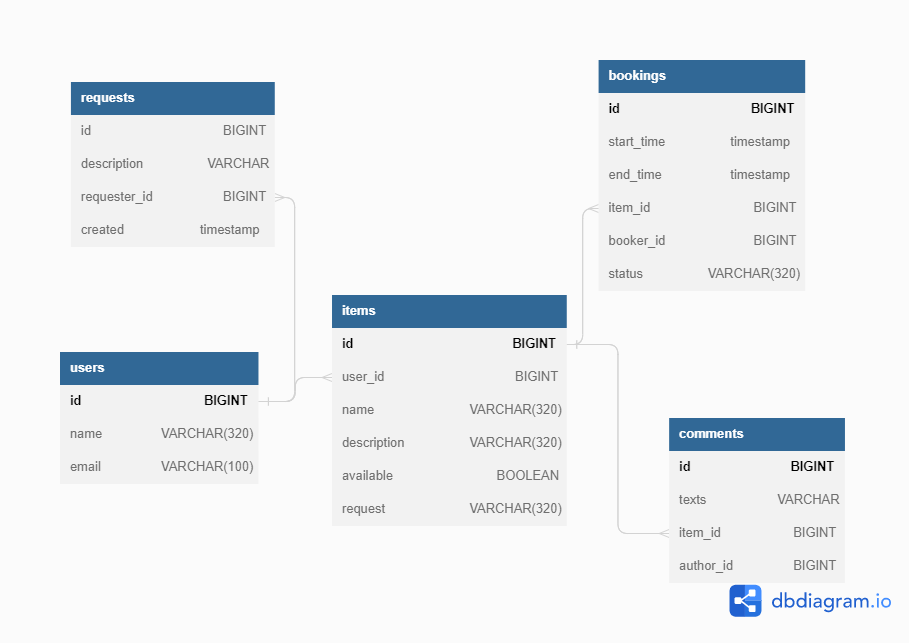 requests
id BIGINT
description VARCHAR
requester_id BIGINT
created timestamp
users
id BIGINT
name VARCHAR(320)
email VARCHAR(100)
items
id BIGINT
user_id BIGINT
name VARCHAR(320)
description VARCHAR(320)
available BOOLEAN
request VARCHAR(320)
bookings
id BIGINT
start_time timestamp
end_time timestamp
item_id BIGINT
booker_id BIGINT
status VARCHAR(320)
comments
id BIGINT
texts VARCHAR
item_id BIGINT
author_id BIGINT
dbdiagram.io